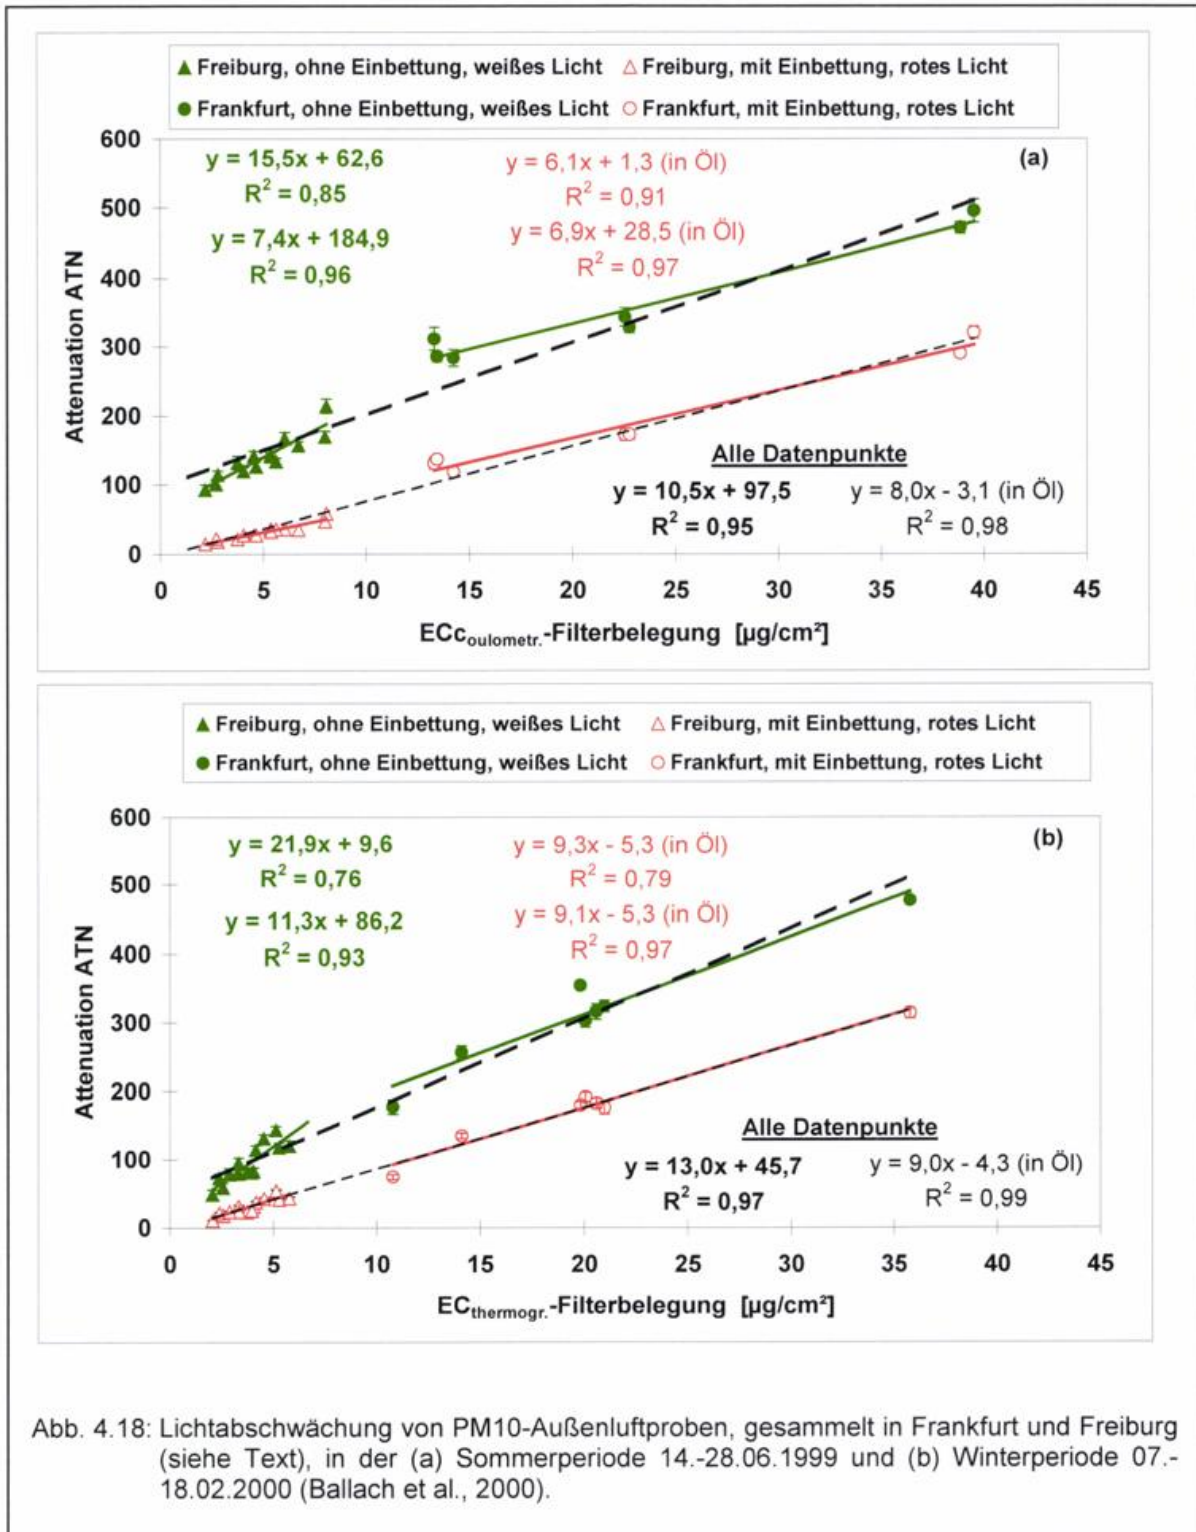 ▲ Freiburg, ohne Einbettung, weißes Licht △ Freiburg, mit Einbettung, rotes Licht
● Frankfurt, ohne Einbettung, weißes Licht ○ Frankfurt, mit Einbettung, rotes Licht
(a)
600
500
400
300
200
100
0
Attenuation ATN
y = 15,5x + 62,6
R² = 0,85
y = 7,4x + 184,9
R² = 0,96
y = 6,1x + 1,3 (in Öl)
R² = 0,91
y = 6,9x + 28,5 (in Öl)
R² = 0,97
Alle Datenpunkte
y = 10,5x + 97,5 y = 8,0x - 3,1 (in Öl)
R² = 0,95 R² = 0,98
0 5 10 15 20 25 30 35 40 45
ECcoulometr.-Filterbelegung [µg/cm²]
▲ Freiburg, ohne Einbettung, weißes Licht △ Freiburg, mit Einbettung, rotes Licht
● Frankfurt, ohne Einbettung, weißes Licht ○ Frankfurt, mit Einbettung, rotes Licht
(b)
600
500
400
300
200
100
0
Attenuation ATN
y = 21,9x + 9,6
R² = 0,76
y = 11,3x + 86,2
R² = 0,93
y = 9,3x - 5,3 (in Öl)
R² = 0,79
y = 9,1x - 5,3 (in Öl)
R² = 0,97
Alle Datenpunkte
y = 13,0x + 45,7 y = 9,0x - 4,3 (in Öl)
R² = 0,97 R² = 0,99
0 5 10 15 20 25 30 35 40 45
ECthermogr.-Filterbelegung [µg/cm²]
Abb. 4.18: Lichtabschwächung von PM10-Außenluftproben, gesammelt in Frankfurt und Freiburg
(siehe Text), in der (a) Sommerperiode 14.-28.06.1999 und (b) Winterperiode 07.-
18.02.2000 (Ballach et al., 2000).